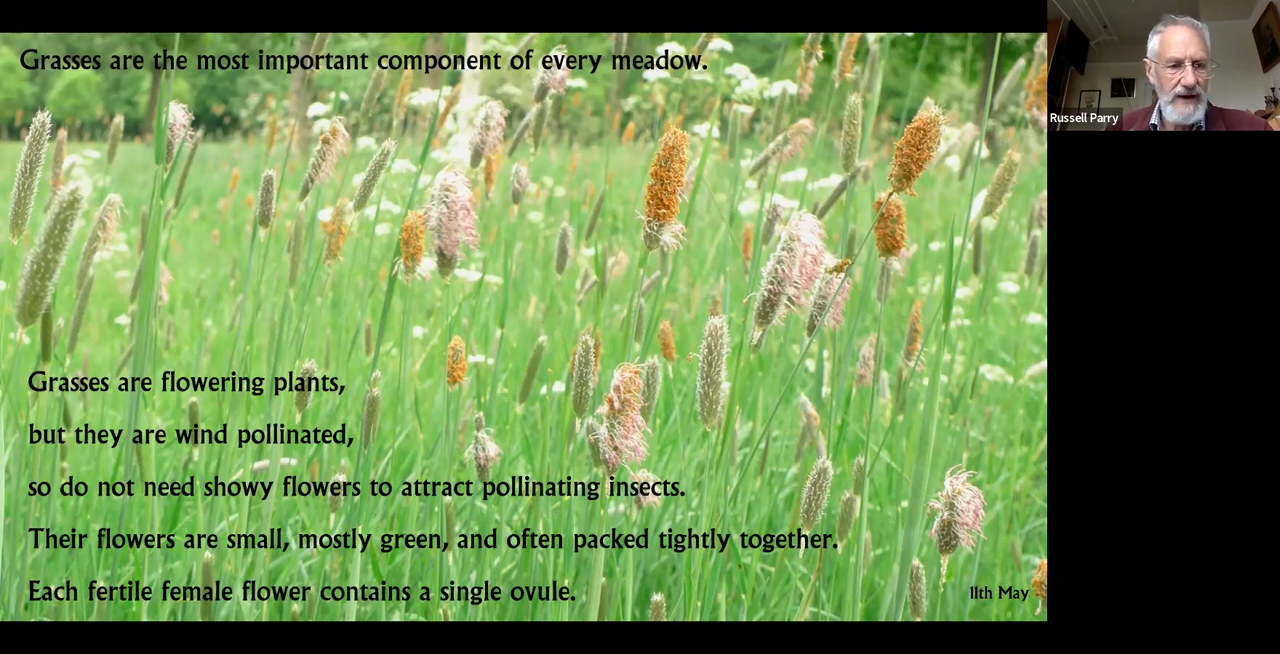 Grasses are the most important component of every meadow.
Russell Parry
Grasses are flowering plants,
but they are wind pollinated,
so do not need showy flowers to attract pollinating insects.
Their flowers are small, mostly green, and often packed tightly together.
Each fertile female flower contains a single ovule.
11th May